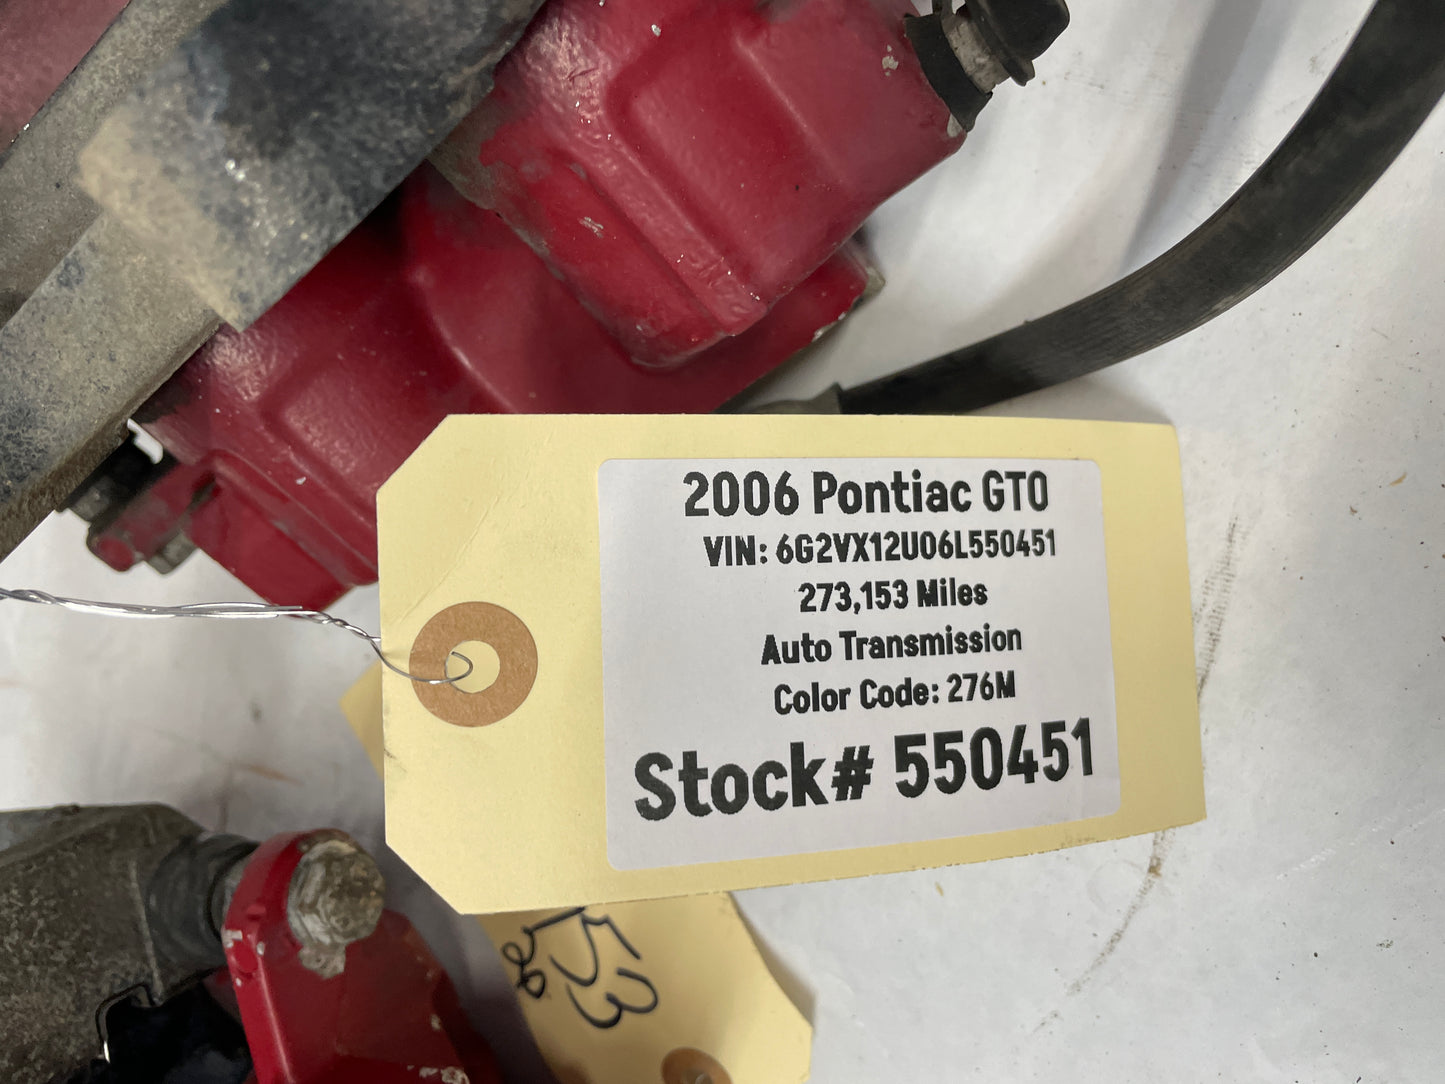 2006 Pontiac GTO
VIN: 6G2VX12U06L550451
273,153 Miles
Auto Transmission
Color Code: 276M
Stock# 550451